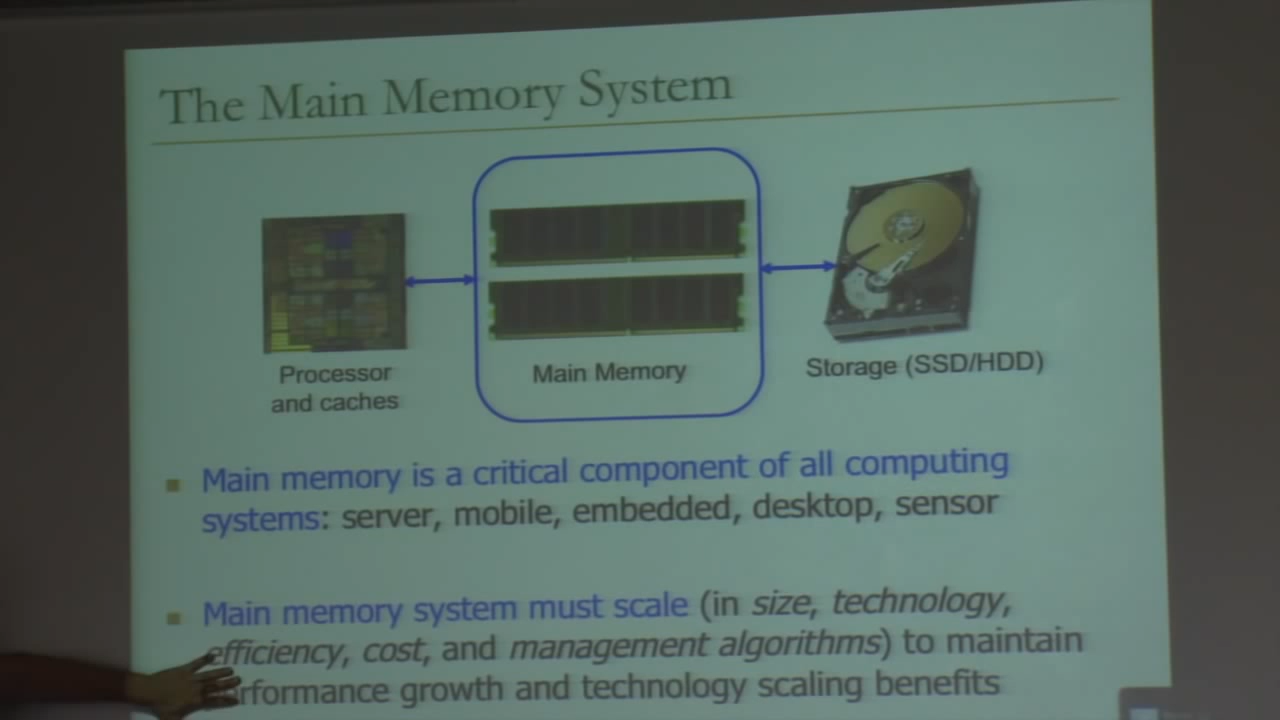 The Main Memory System
Processor
and caches
Main Memory
Storage (SSD/HDD)
Main memory is a critical component of all computing
systems: server, mobile, embedded, desktop, sensor
Main memory system must scale (in size, technology,
efficiency, cost, and management algorithms) to maintain
performance growth and technology scaling benefits